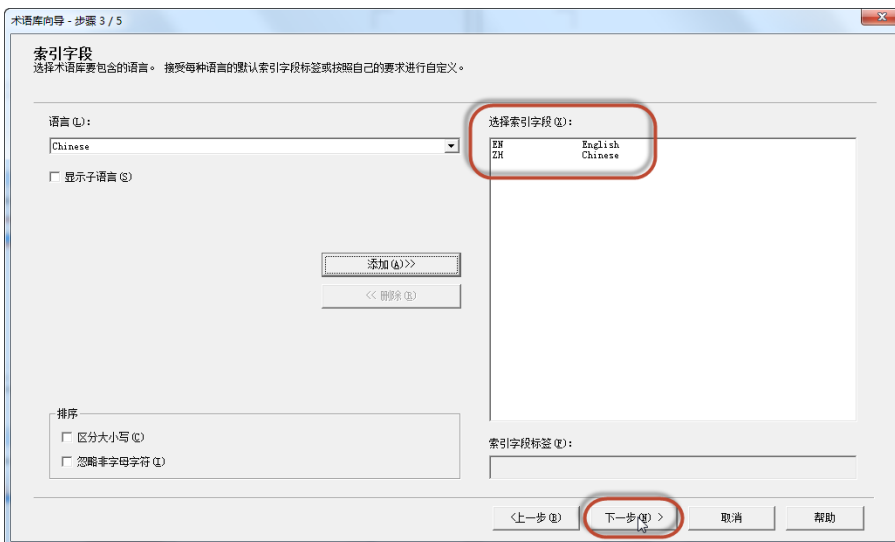 术语库向导 - 步骤 3 / 5
索引字段
选择术语库要包含的语言。 接受每种语言的默认索引字段标签或按照自己的要求进行自定义。
语言(L):
Chinese
显示子语言(S)
添加(A)>>
<< 删除(R)
选择索引字段(X):
EN English
ZH Chinese
排序
区分大小写(C)
忽略非字母字符(I)
索引字段标签(F):
<上一步(B)
下一步(N) >
取消
帮助